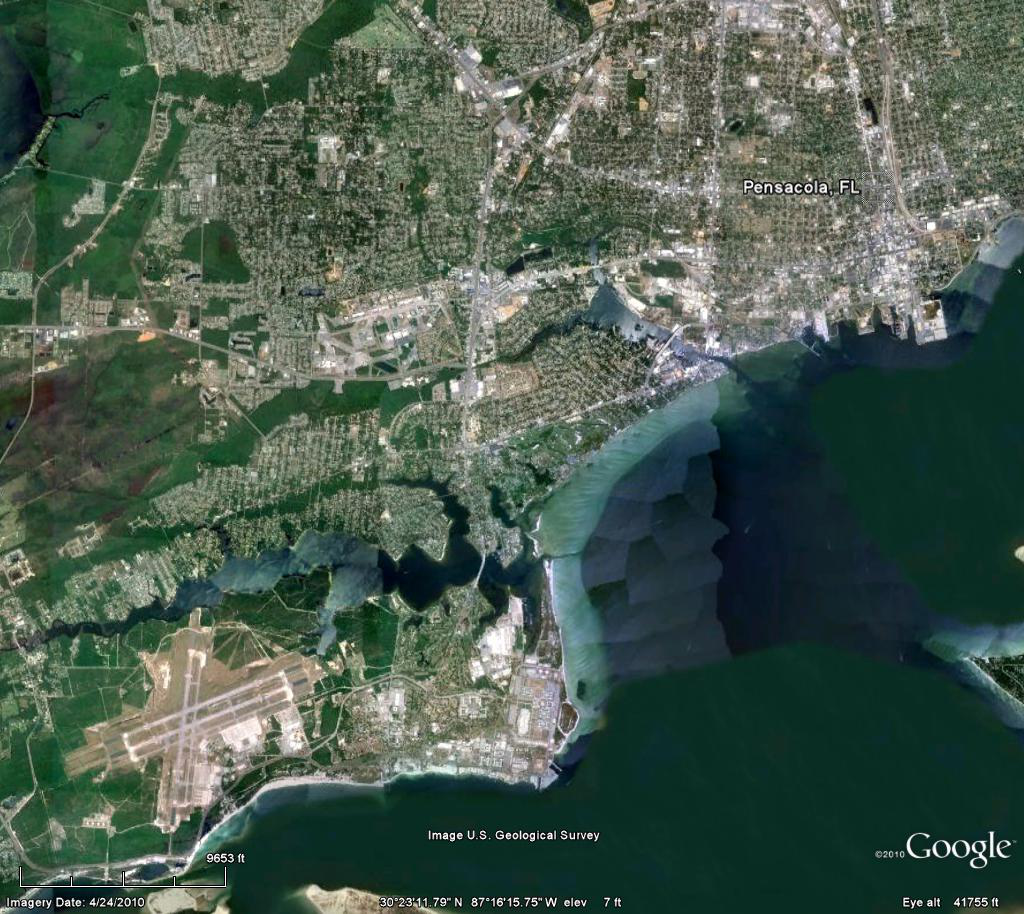 Pensacola, FL
Image U.S. Geological Survey
©2010 Google™
9653 ft
Imagery Date: 4/24/2010
30°23'11.79" N 87°16'15.75" W elev 7 ft
Eye alt 41755 ft